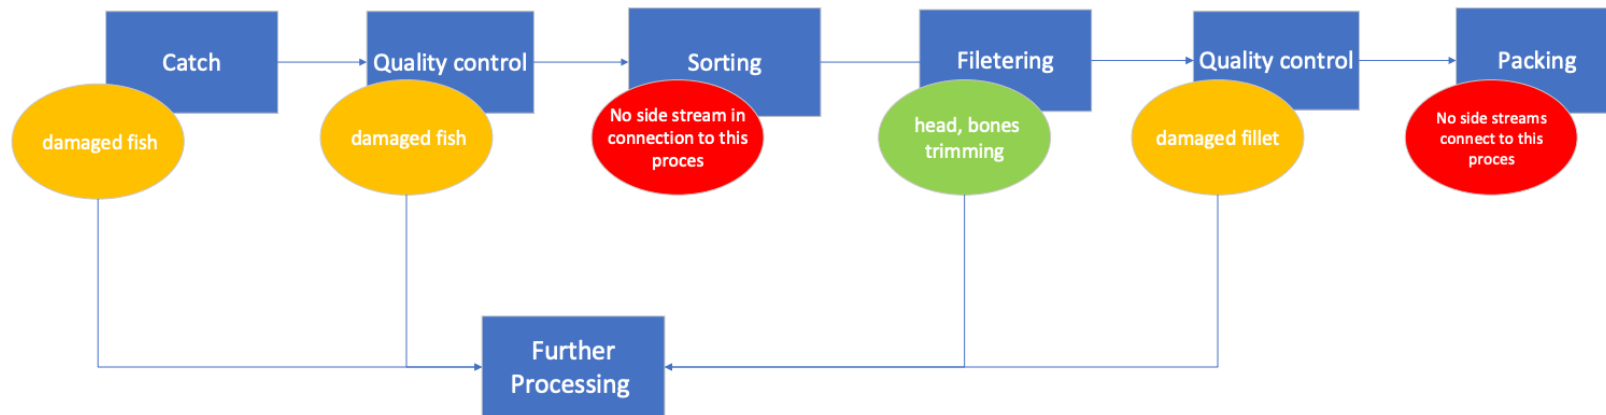 Catch
Quality control
Sorting
Filetering
Quality control
Packing
damaged fish
damaged fish
No side stream in
connection to this
proces
head, bones
trimming
damaged fillet
No side streams
connect to this
proces
Further
Processing